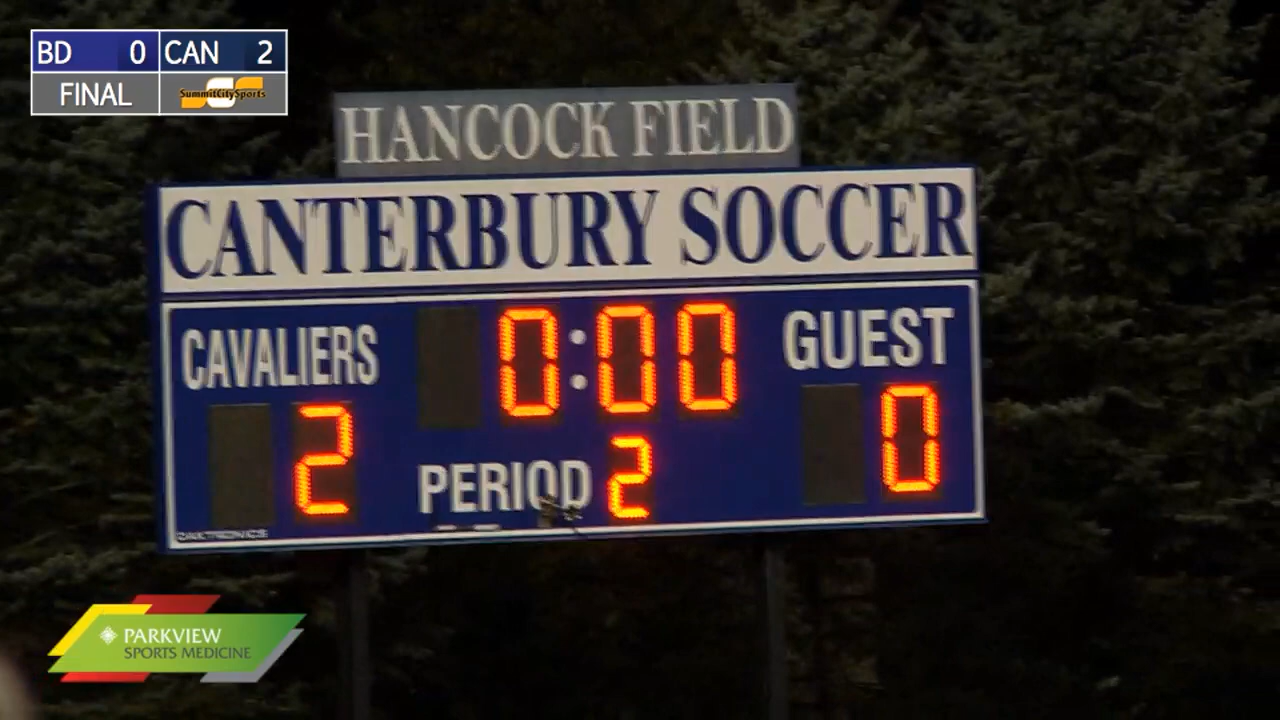 BD 0 CAN 2
FINAL SummitCitySports
HANCOCK FIELD
CANTERBURY SOCCER
CAVALIERS 0:00 GUEST
2 PERIOD 2 0
DAKTRONICS
PARKVIEW
SPORTS MEDICINE